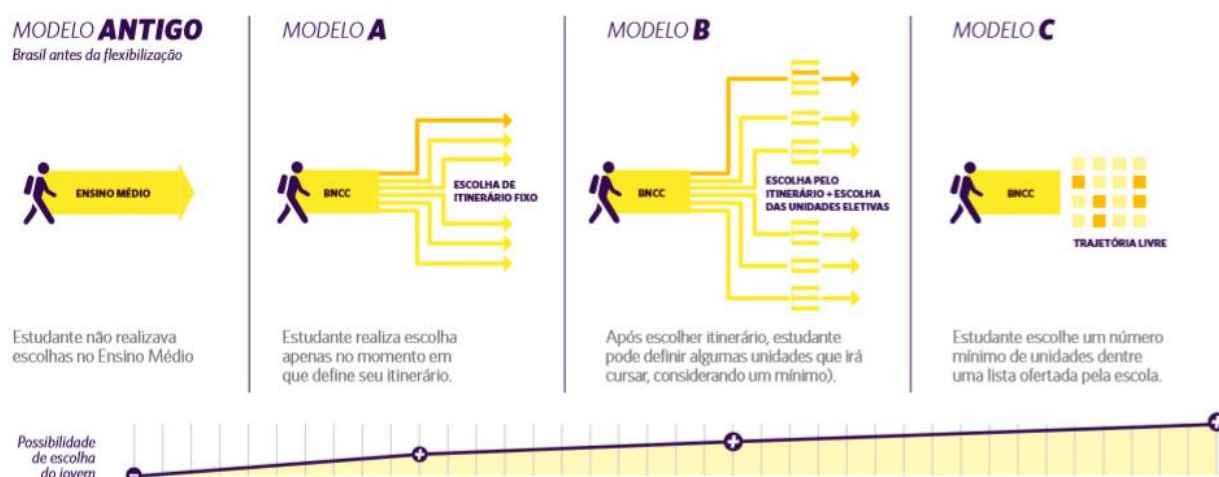 MODELO ANTIGO
Brasil antes da flexibilização
ENSINO MÉDIO
Estudante não realizava
escolhas no Ensino Médio
MODELO A
BNCC
ESCOLHA DE
ITINERÁRIO FIXO
Estudante realiza escolha
apenas no momento em
que define seu itinerário.
MODELO B
BNCC
ESCOLHA PELO
ITINERÁRIO + ESCOLHA
DAS UNIDADES ELETIVAS
Após escolher itinerário, estudante
pode definir algumas unidades que irá
cursar, considerando um mínimo).
MODELO C
BNCC
TRAJETÓRIA LIVRE
Estudante escolhe um número
mínimo de unidades dentre
uma lista ofertada pela escola.
Possibilidade
de escolha
do jovem